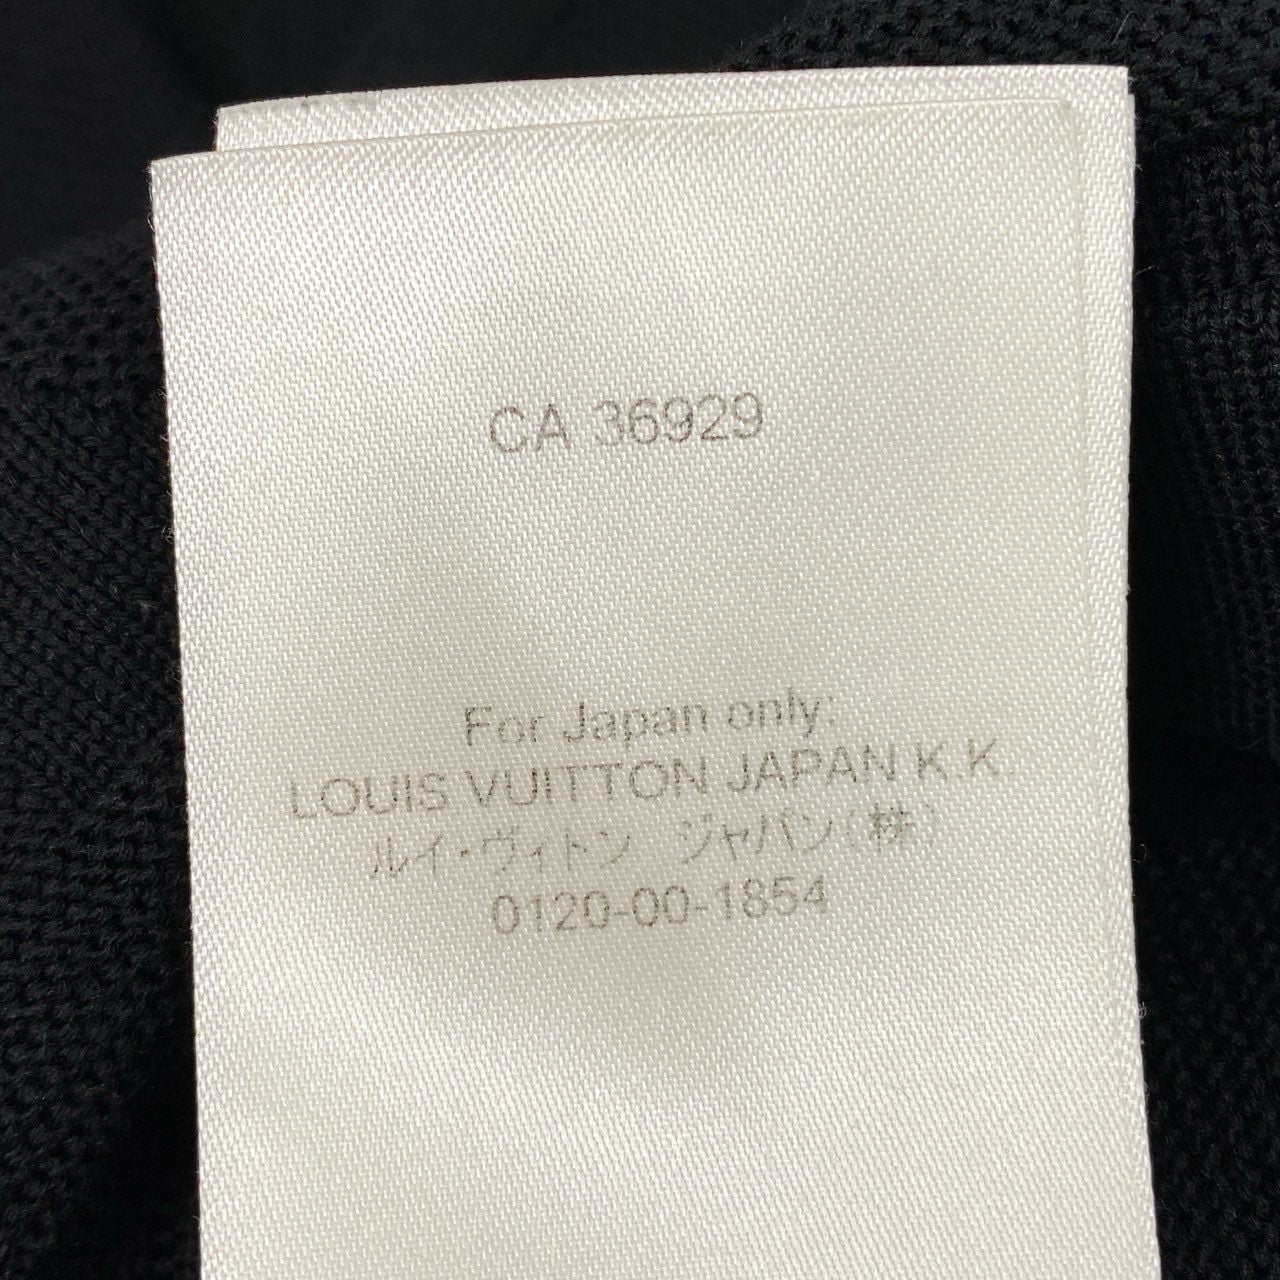 CA 36929
For Japan only:
LOUIS VUITTON JAPAN K.K.
ルイ・ヴィトン ジャパン(株)
0120-00-1854